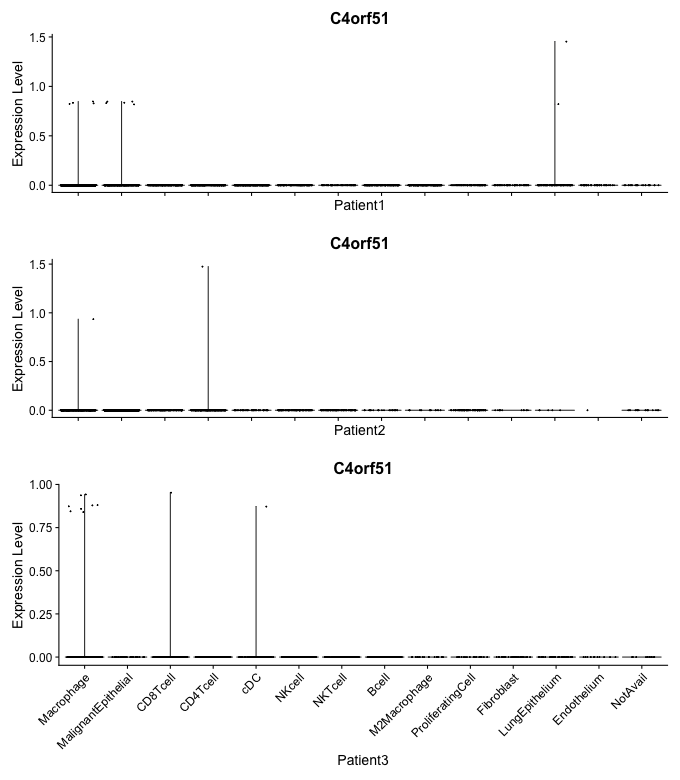 C4orf51
Expression Level
1.5
1.0
0.5
0.0
Patient1
C4orf51
Expression Level
1.5
1.0
0.5
0.0
Patient2
C4orf51
Expression Level
1.00
0.75
0.50
0.25
0.00
Macrophage
MalignantEpithelial
CD8Tcell
CD4Tcell
cDC
NKcell
NKTcell
Bcell
M2Macrophage
ProliferatingCell
Fibroblast
LungEpithelium
Endothelium
NotAvail
Patient3